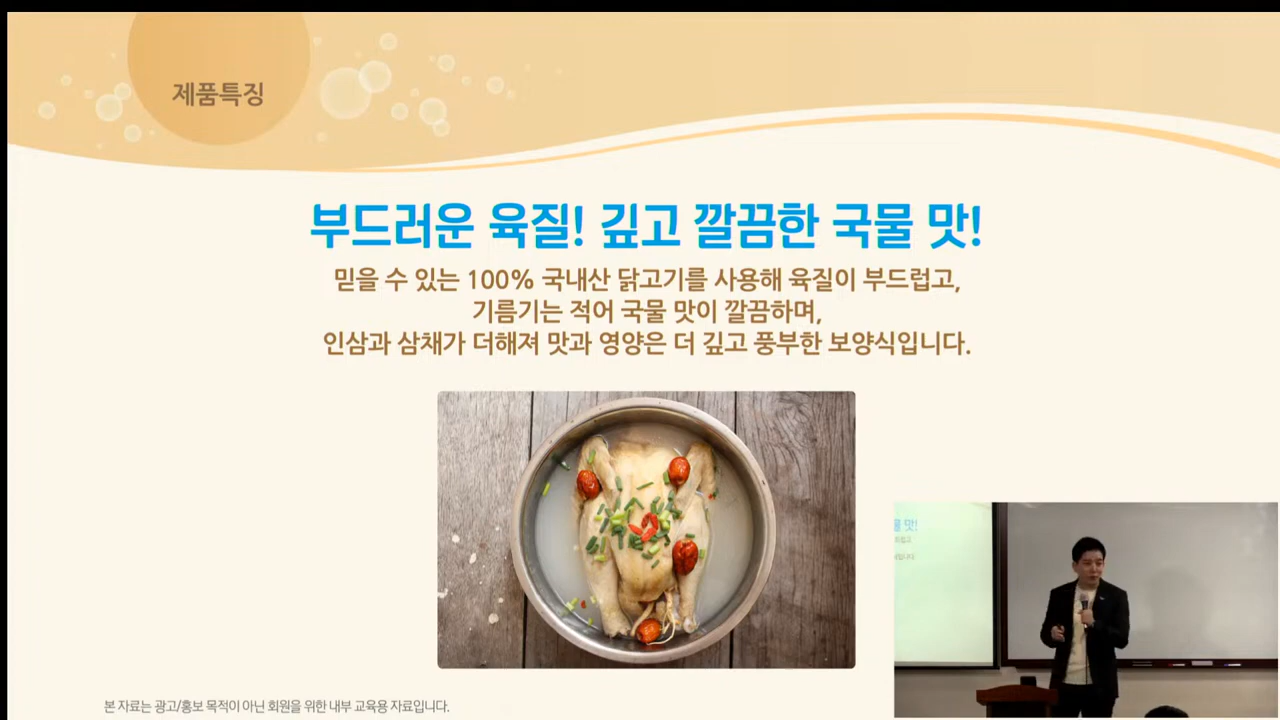 제품특징
부드러운 육질! 깊고 깔끔한 국물 맛!
믿을 수 있는 100% 국내산 닭고기를 사용해 육질이 부드럽고,
기름기는 적어 국물 맛이 깔끔하며,
인삼과 삼채가 더해져 맛과 영양은 더 깊고 풍부한 보양식입니다.
맛!
본 자료는 광고/홍보 목적이 아닌 회원을 위한 내부 교육용 자료입니다.